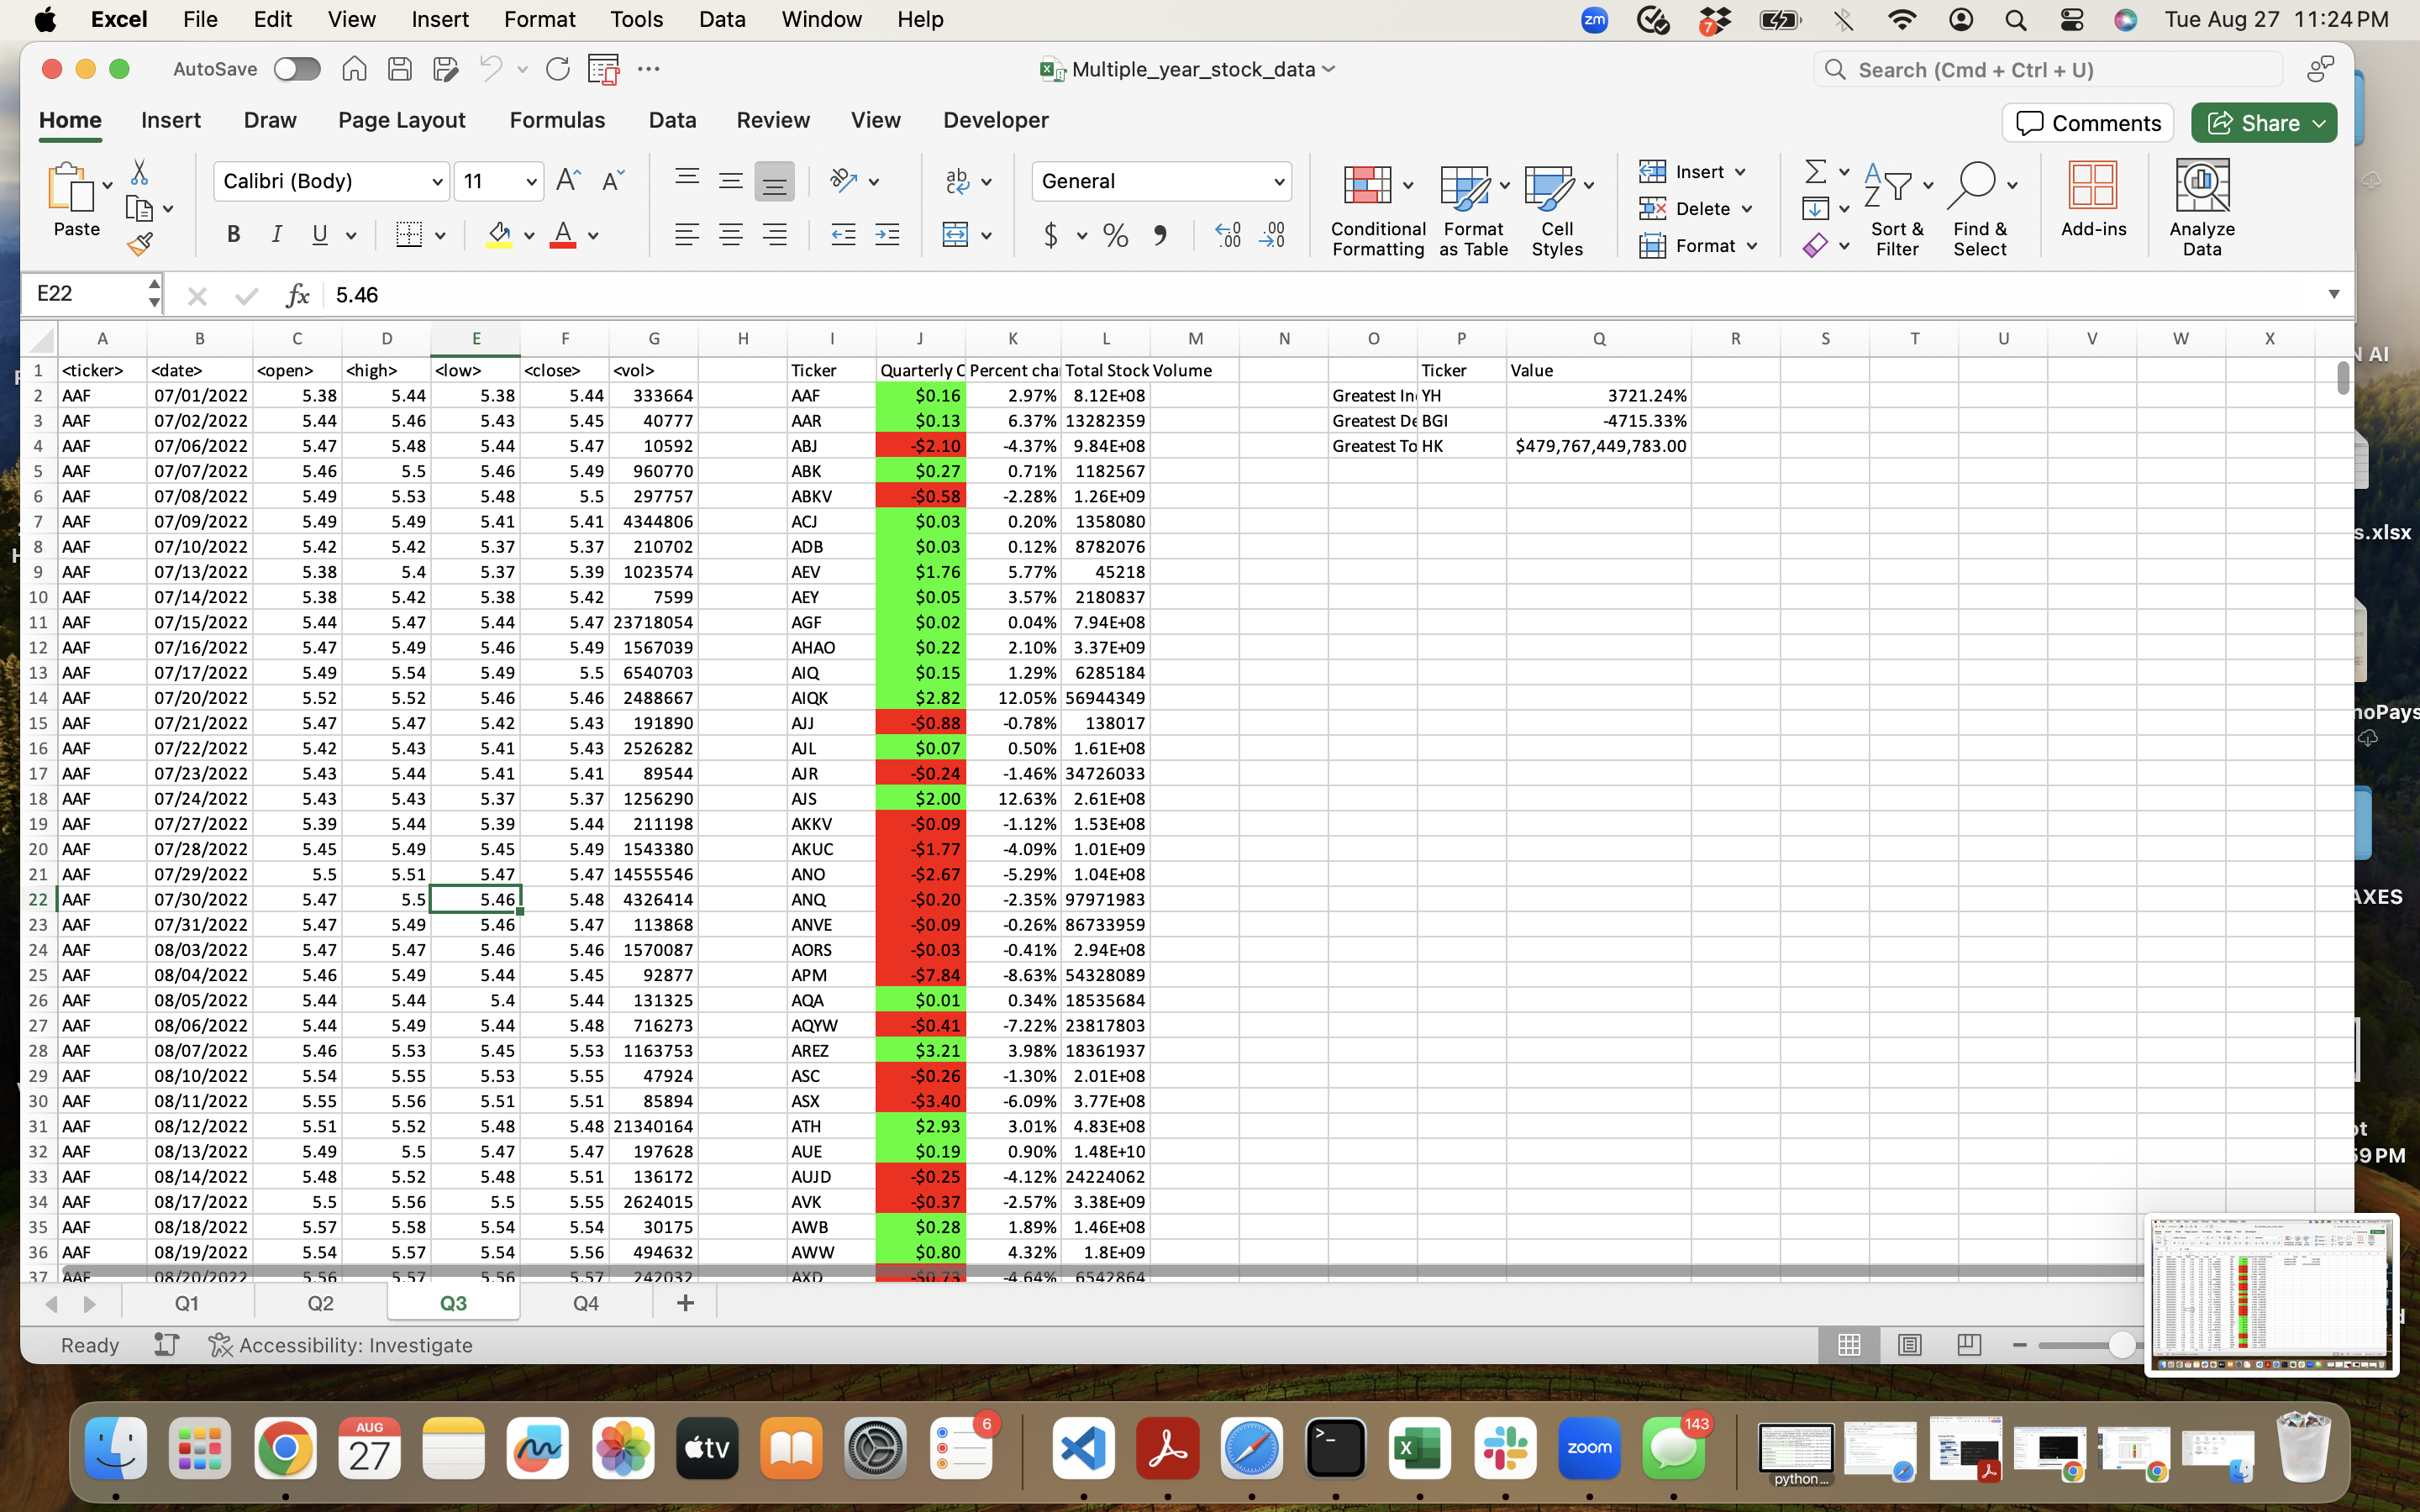 Excel File Edit View Insert Format Tools Data Window Help zm 7 Tue Aug 27 11:24 PM
AutoSave Multiple_year_stock_data Search (Cmd + Ctrl + U)
Home Insert Draw Page Layout Formulas Data Review View Developer Comments Share
Paste Calibri (Body) 11 General Conditional Formatting Format as Table Cell Styles Insert Delete Format Sort & Filter Find & Select Add-ins Analyze Data
E22 fx 5.46
A B C D E F G H I J K L M N O P Q R S T U V W X
1 <ticker> <date> <open> <high> <low> <close> <vol> Ticker Quarterly C Percent cha Total Stock Volume Ticker Value
2 AAF 07/01/2022 5.38 5.44 5.38 5.44 333664 AAF $0.16 2.97% 8.12E+08 Greatest In YH 3721.24%
3 AAF 07/02/2022 5.44 5.46 5.43 5.45 40777 AAR $0.13 6.37% 13282359 Greatest De BGI -4715.33%
4 AAF 07/06/2022 5.47 5.48 5.44 5.47 10592 ABJ -$2.10 -4.37% 9.84E+08 Greatest To HK $479,767,449,783.00
5 AAF 07/07/2022 5.46 5.5 5.46 5.49 960770 ABK $0.27 0.71% 1182567
6 AAF 07/08/2022 5.49 5.53 5.48 5.5 297757 ABKV -$0.58 -2.28% 1.26E+09
7 AAF 07/09/2022 5.49 5.49 5.41 5.41 4344806 ACJ $0.03 0.20% 1358080
8 AAF 07/10/2022 5.42 5.42 5.37 5.37 210702 ADB $0.03 0.12% 8782076
9 AAF 07/13/2022 5.38 5.4 5.37 5.39 1023574 AEV $1.76 5.77% 45218
10 AAF 07/14/2022 5.38 5.42 5.38 5.42 7599 AEY $0.05 3.57% 2180837
11 AAF 07/15/2022 5.44 5.47 5.44 5.47 23718054 AGF $0.02 0.04% 7.94E+08
12 AAF 07/16/2022 5.47 5.49 5.46 5.49 1567039 AHAO $0.22 2.10% 3.37E+09
13 AAF 07/17/2022 5.49 5.54 5.49 5.5 6540703 AIQ $0.15 1.29% 6285184
14 AAF 07/20/2022 5.52 5.52 5.46 5.46 2488667 AIQK $2.82 12.05% 56944349
15 AAF 07/21/2022 5.47 5.47 5.42 5.43 191890 AJJ -$0.88 -0.78% 138017
16 AAF 07/22/2022 5.42 5.43 5.41 5.43 2526282 AJL $0.07 0.50% 1.61E+08
17 AAF 07/23/2022 5.43 5.44 5.41 5.41 89544 AJR -$0.24 -1.46% 34726033
18 AAF 07/24/2022 5.43 5.43 5.37 5.37 1256290 AJS $2.00 12.63% 2.61E+08
19 AAF 07/27/2022 5.39 5.44 5.39 5.44 211198 AKKV -$0.09 -1.12% 1.53E+08
20 AAF 07/28/2022 5.45 5.49 5.45 5.49 1543380 AKUC -$1.77 -4.09% 1.01E+09
21 AAF 07/29/2022 5.5 5.51 5.47 5.47 14555546 ANO -$2.67 -5.29% 1.04E+08
22 AAF 07/30/2022 5.47 5.5 5.46 5.48 4326414 ANQ -$0.20 -2.35% 97971983
23 AAF 07/31/2022 5.47 5.49 5.46 5.47 113868 ANVE -$0.09 -0.26% 86733959
24 AAF 08/03/2022 5.47 5.47 5.46 5.46 1570087 AORS -$0.03 -0.41% 2.94E+08
25 AAF 08/04/2022 5.46 5.49 5.44 5.45 92877 APM -$7.84 -8.63% 54328089
26 AAF 08/05/2022 5.44 5.44 5.4 5.44 131325 AQA $0.01 0.34% 18535684
27 AAF 08/06/2022 5.44 5.49 5.44 5.48 716273 AQYW -$0.41 -7.22% 23817803
28 AAF 08/07/2022 5.46 5.53 5.45 5.53 1163753 AREZ $3.21 3.98% 18361937
29 AAF 08/10/2022 5.54 5.55 5.53 5.55 47924 ASC -$0.26 -1.30% 2.01E+08
30 AAF 08/11/2022 5.55 5.56 5.51 5.51 85894 ASX -$3.40 -6.09% 3.77E+08
31 AAF 08/12/2022 5.51 5.52 5.48 5.48 21340164 ATH $2.93 3.01% 4.83E+08
32 AAF 08/13/2022 5.49 5.5 5.47 5.47 197628 AUE $0.19 0.90% 1.48E+10
33 AAF 08/14/2022 5.48 5.52 5.48 5.51 136172 AUJD -$0.25 -4.12% 24224062
34 AAF 08/17/2022 5.5 5.56 5.5 5.55 2624015 AVK -$0.37 -2.57% 3.38E+09
35 AAF 08/18/2022 5.57 5.58 5.54 5.54 30175 AWB $0.28 1.89% 1.46E+08
36 AAF 08/19/2022 5.54 5.57 5.54 5.56 494632 AWW $0.80 4.32% 1.8E+09
37 AAF 08/20/2022 5.56 5.57 5.56 5.57 242032 AXD -$0.73 -4.64% 6542864
N AI
s.xlsx
noPays
AXES
ot
59 PM
Q1 Q2 Q3 Q4 +
Ready Accessibility: Investigate
AUG 27 tv 6 zoom 143 python...